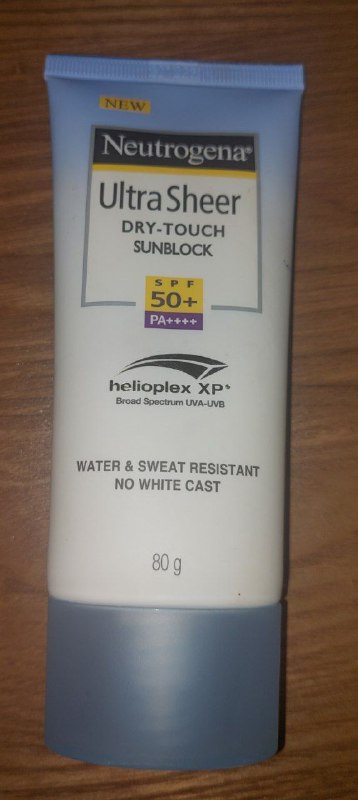 NEW
Neutrogena®
Ultra Sheer
DRY-TOUCH
SUNBLOCK
SPF
50+
PA++++
helioplex XP+
Broad Spectrum UVA-UVB
WATER & SWEAT RESISTANT
NO WHITE CAST
80 g